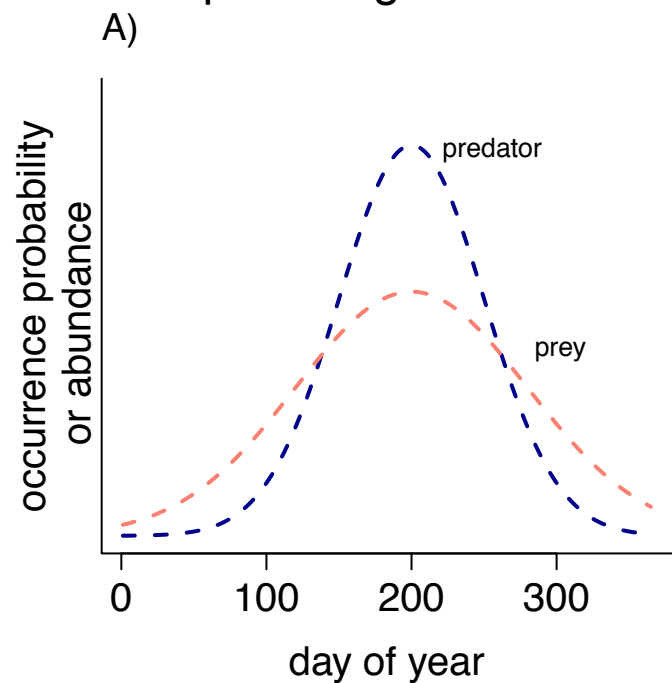 A)
occurrence probability
or abundance
predator
prey
0 100 200 300
day of year